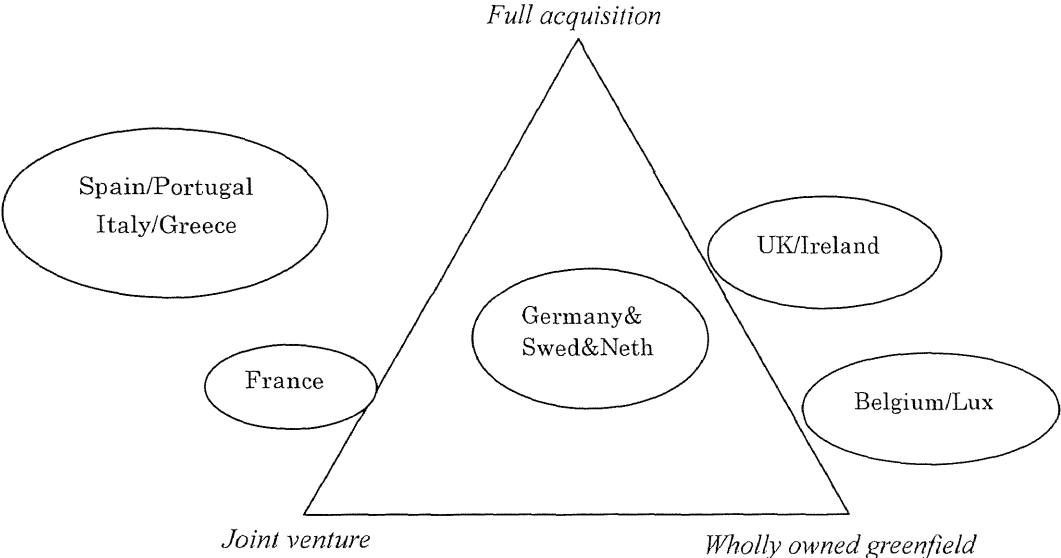 Full acquisition
Spain/Portugal
Italy/Greece
UK/Ireland
Germany&
Swed&Neth
France
Belgium/Lux
Joint venture
Wholly owned greenfield